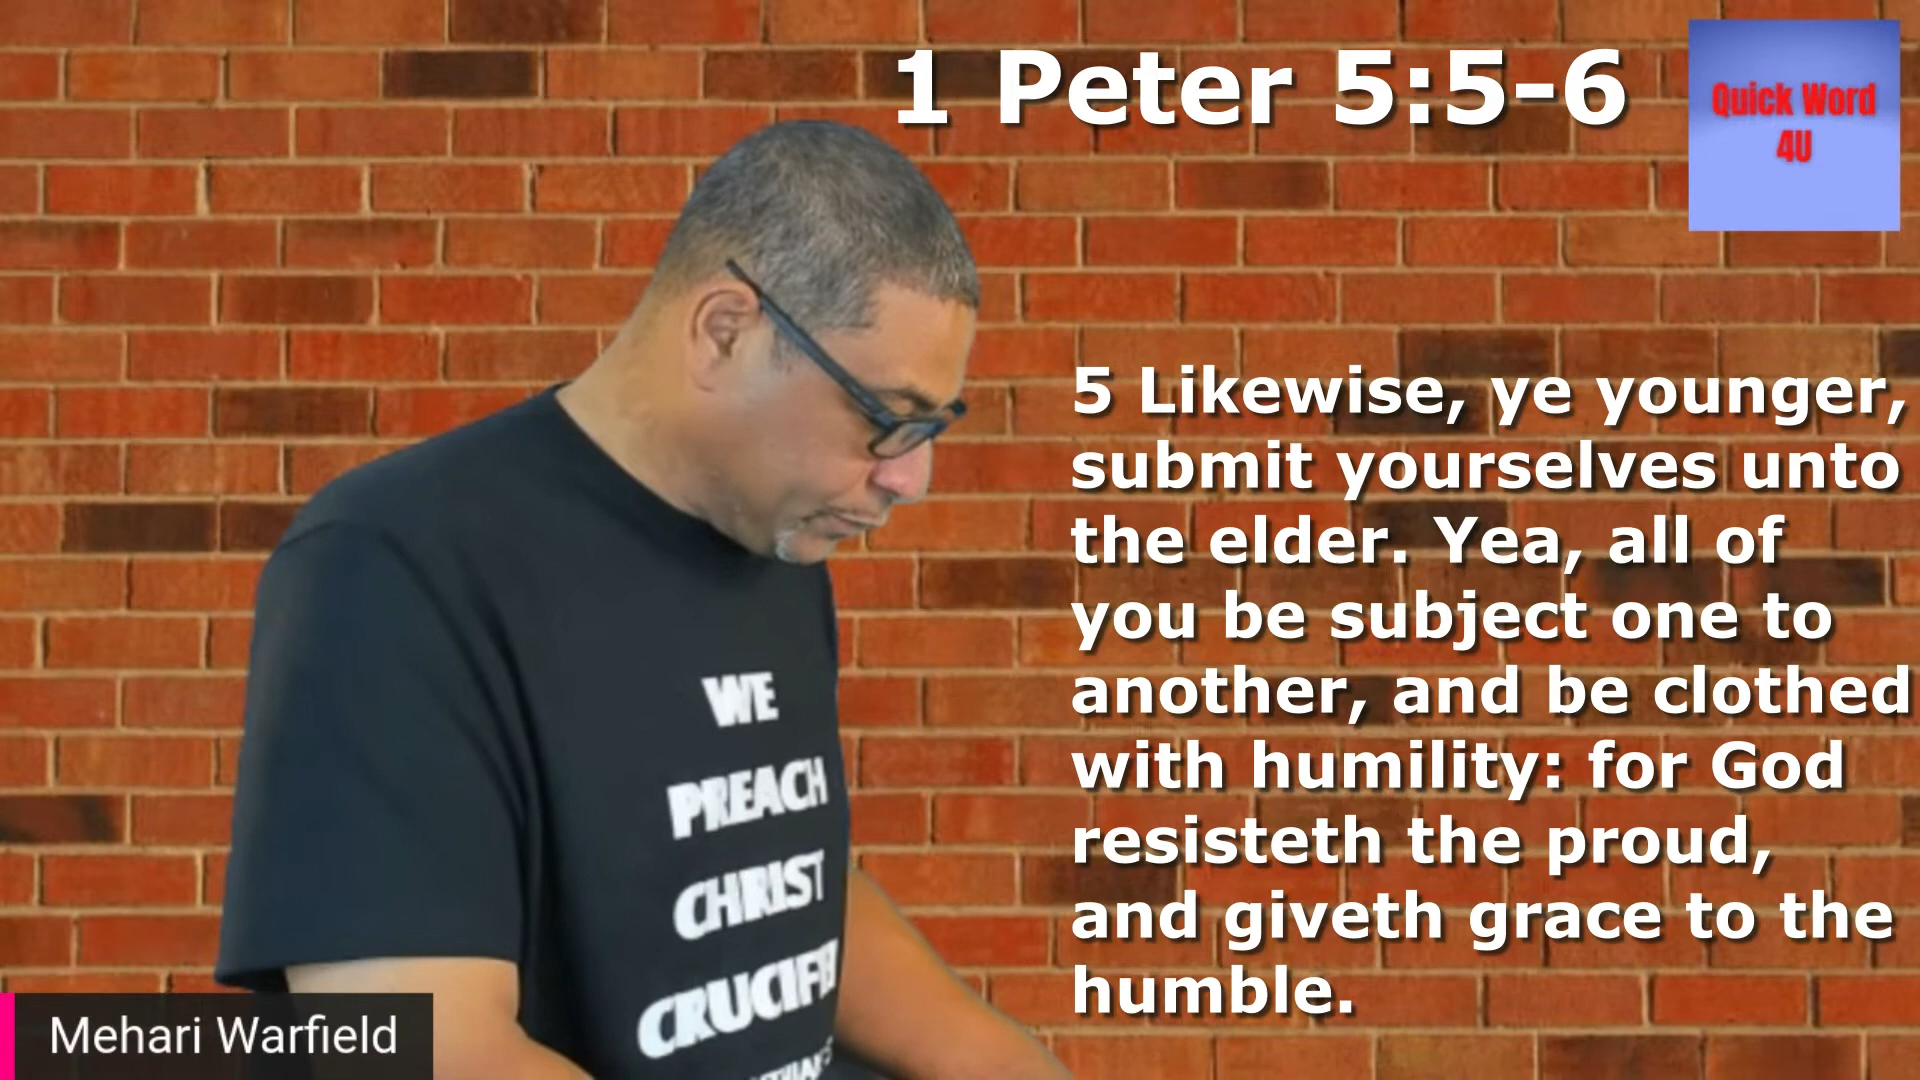 1 Peter 5:5-6
Quick Word
4U
5 Likewise, ye younger,
submit yourselves unto
the elder. Yea, all of
you be subject one to
another, and be clothed
with humility: for God
resisteth the proud,
and giveth grace to the
humble.
WE
PREACH
CHRIST
Mehari Warfield